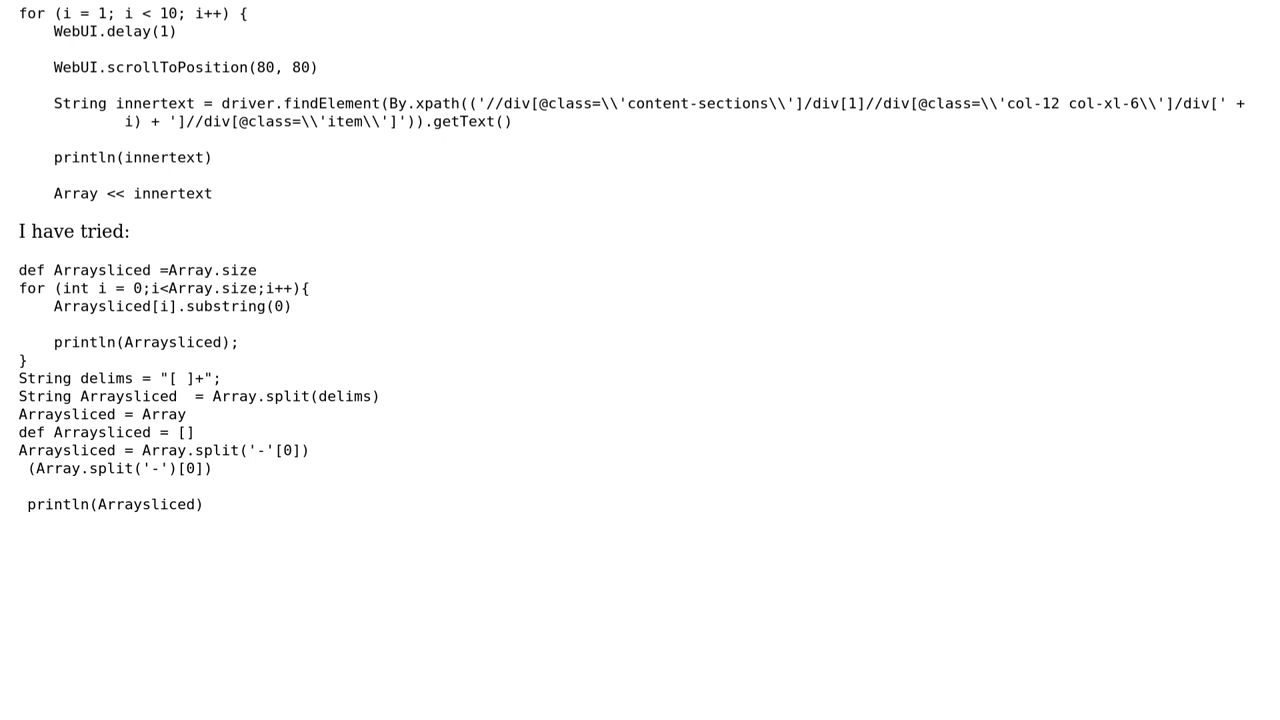 for (i = 1; i < 10; i++) {
    WebUI.delay(1)

    WebUI.scrollToPosition(80, 80)

    String innertext = driver.findElement(By.xpath(('//div[@class=\\'content-sections\\']/div[1]//div[@class=\\'col-12 col-xl-6\\']/div[' +
            i) + ']//div[@class=\\'item\\']')).getText()

    println(innertext)

    Array << innertext
I have tried:
def Arraysliced =Array.size
for (int i = 0;i<Array.size;i++){
    Arraysliced[i].substring(0)

    println(Arraysliced);
}
String delims = "[ ]+";
String Arraysliced  = Array.split(delims)
Arraysliced = Array
def Arraysliced = []
Arraysliced = Array.split('-'[0])
 (Array.split('-')[0])

 println(Arraysliced)